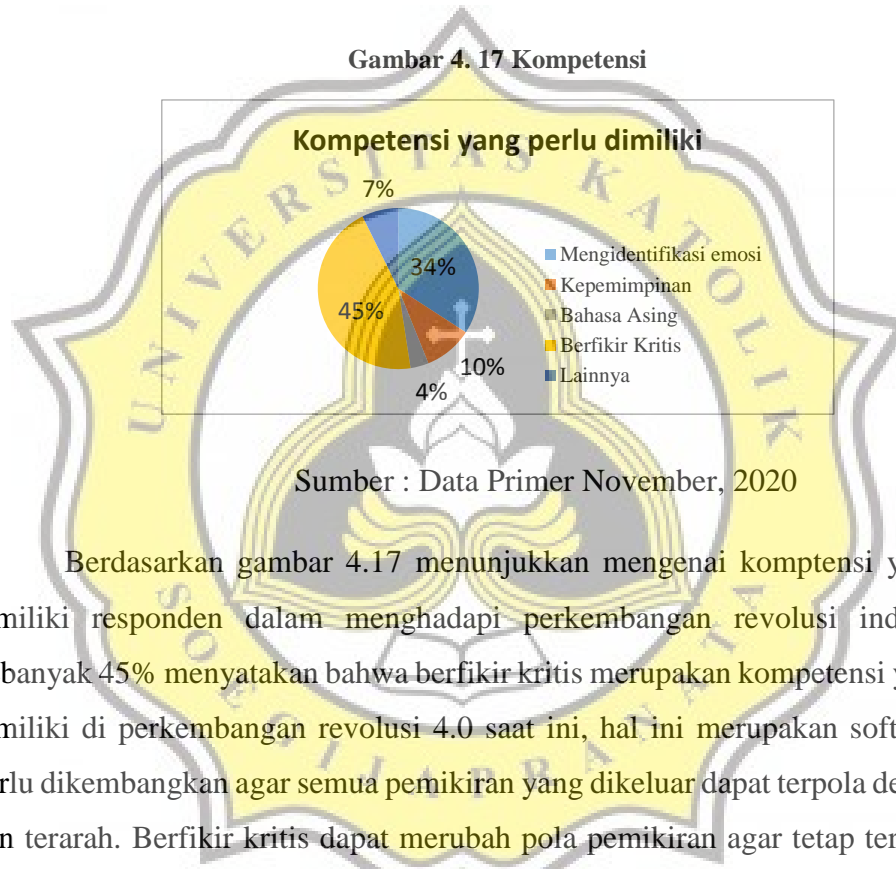 Gambar 4. 17 Kompetensi
Kompetensi yang perlu dimiliki
7%
34%
45%
10%
4%
Mengidentifikasi emosi
Kepemimpinan
Bahasa Asing
Berfikir Kritis
Lainnya
UNIVERSITAS KATOLIK
Sumber : Data Primer November, 2020
Berdasarkan gambar 4.17 menunjukkan mengenai komptensi y
miliki responden dalam menghadapi perkembangan revolusi ind
banyak 45% menyatakan bahwa berfikir kritis merupakan kompetensi y
miliki di perkembangan revolusi 4.0 saat ini, hal ini merupakan soft
rlu dikembangkan agar semua pemikiran yang dikeluar dapat terpola de
n terarah. Berfikir kritis dapat merubah pola pemikiran agar tetap ter
SOEGIJAPRANATA